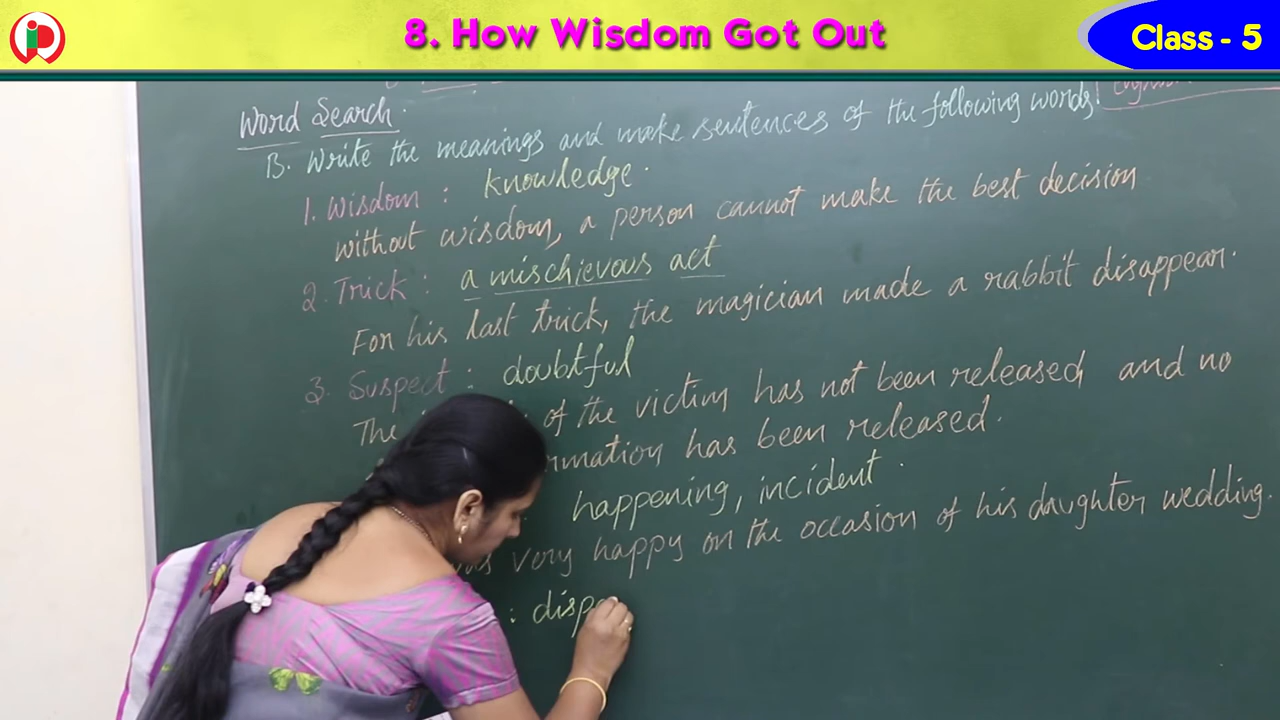 8. How Wisdom Got Out
Class - 5
Word Search.
B. Write the meanings and make sentences of the following words!
1. Wisdom : knowledge.
without wisdom, a person cannot make the best decision
2. Trick : a mischievous act
For his last trick, the magician made a rabbit disappear.
3. Suspect : doubtful
The of the victim has not been released and no
has been released.
happening, incident.
very happy on the occasion of his daughter wedding.
: